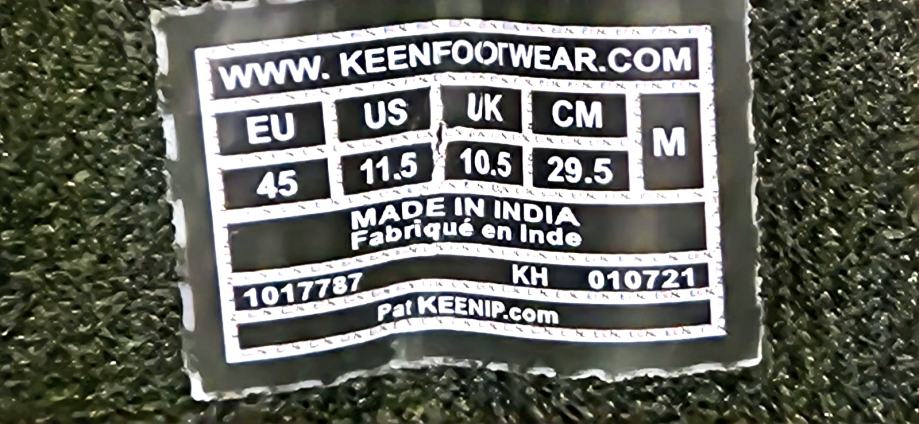 WWW. KEENFOOTWEAR.COM
EU US UK CM M
45 11.5 10.5 29.5
MADE IN INDIA
Fabriqué en Inde
1017787 KH 010721
Pat KEENIP.com